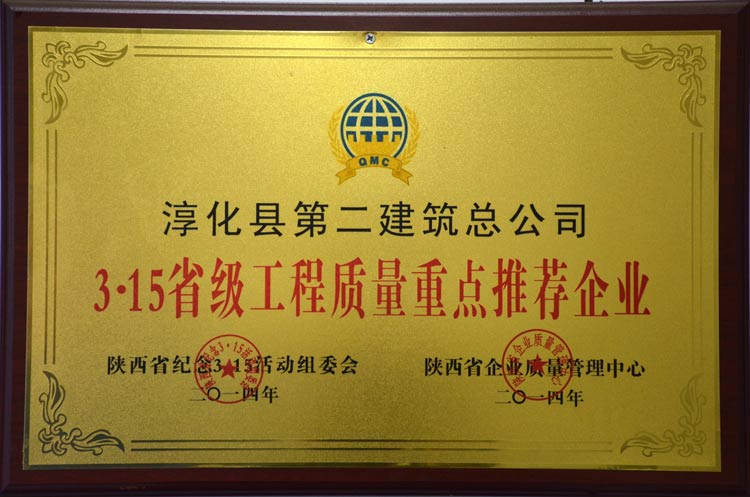 QMC
淳化县第二建筑总公司
3·15省级工程质量重点推荐企业
陕西省纪念3·15活动组委会 陕西省企业质量管理中心
二〇一四年 二〇一四年